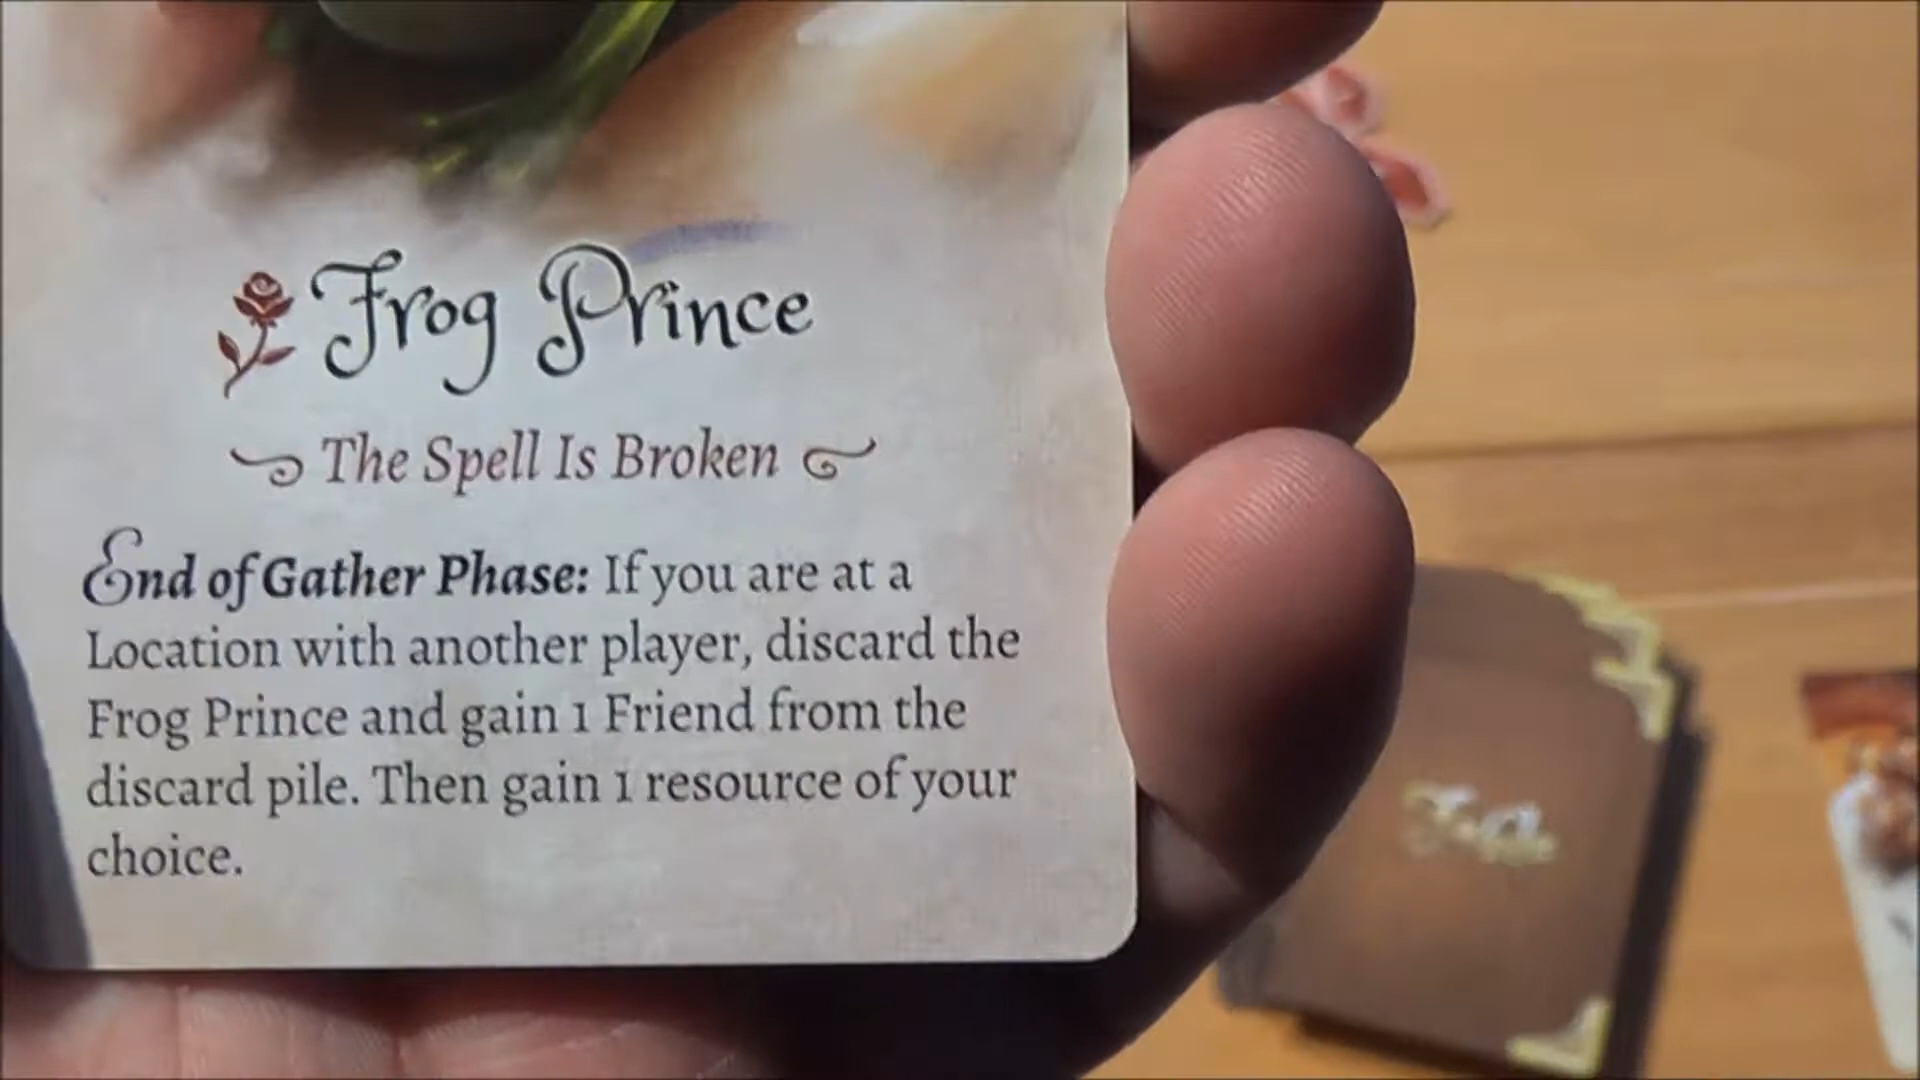 Frog Prince
The Spell Is Broken
End of Gather Phase: If you are at a
Location with another player, discard the
Frog Prince and gain 1 Friend from the
discard pile. Then gain 1 resource of your
choice.